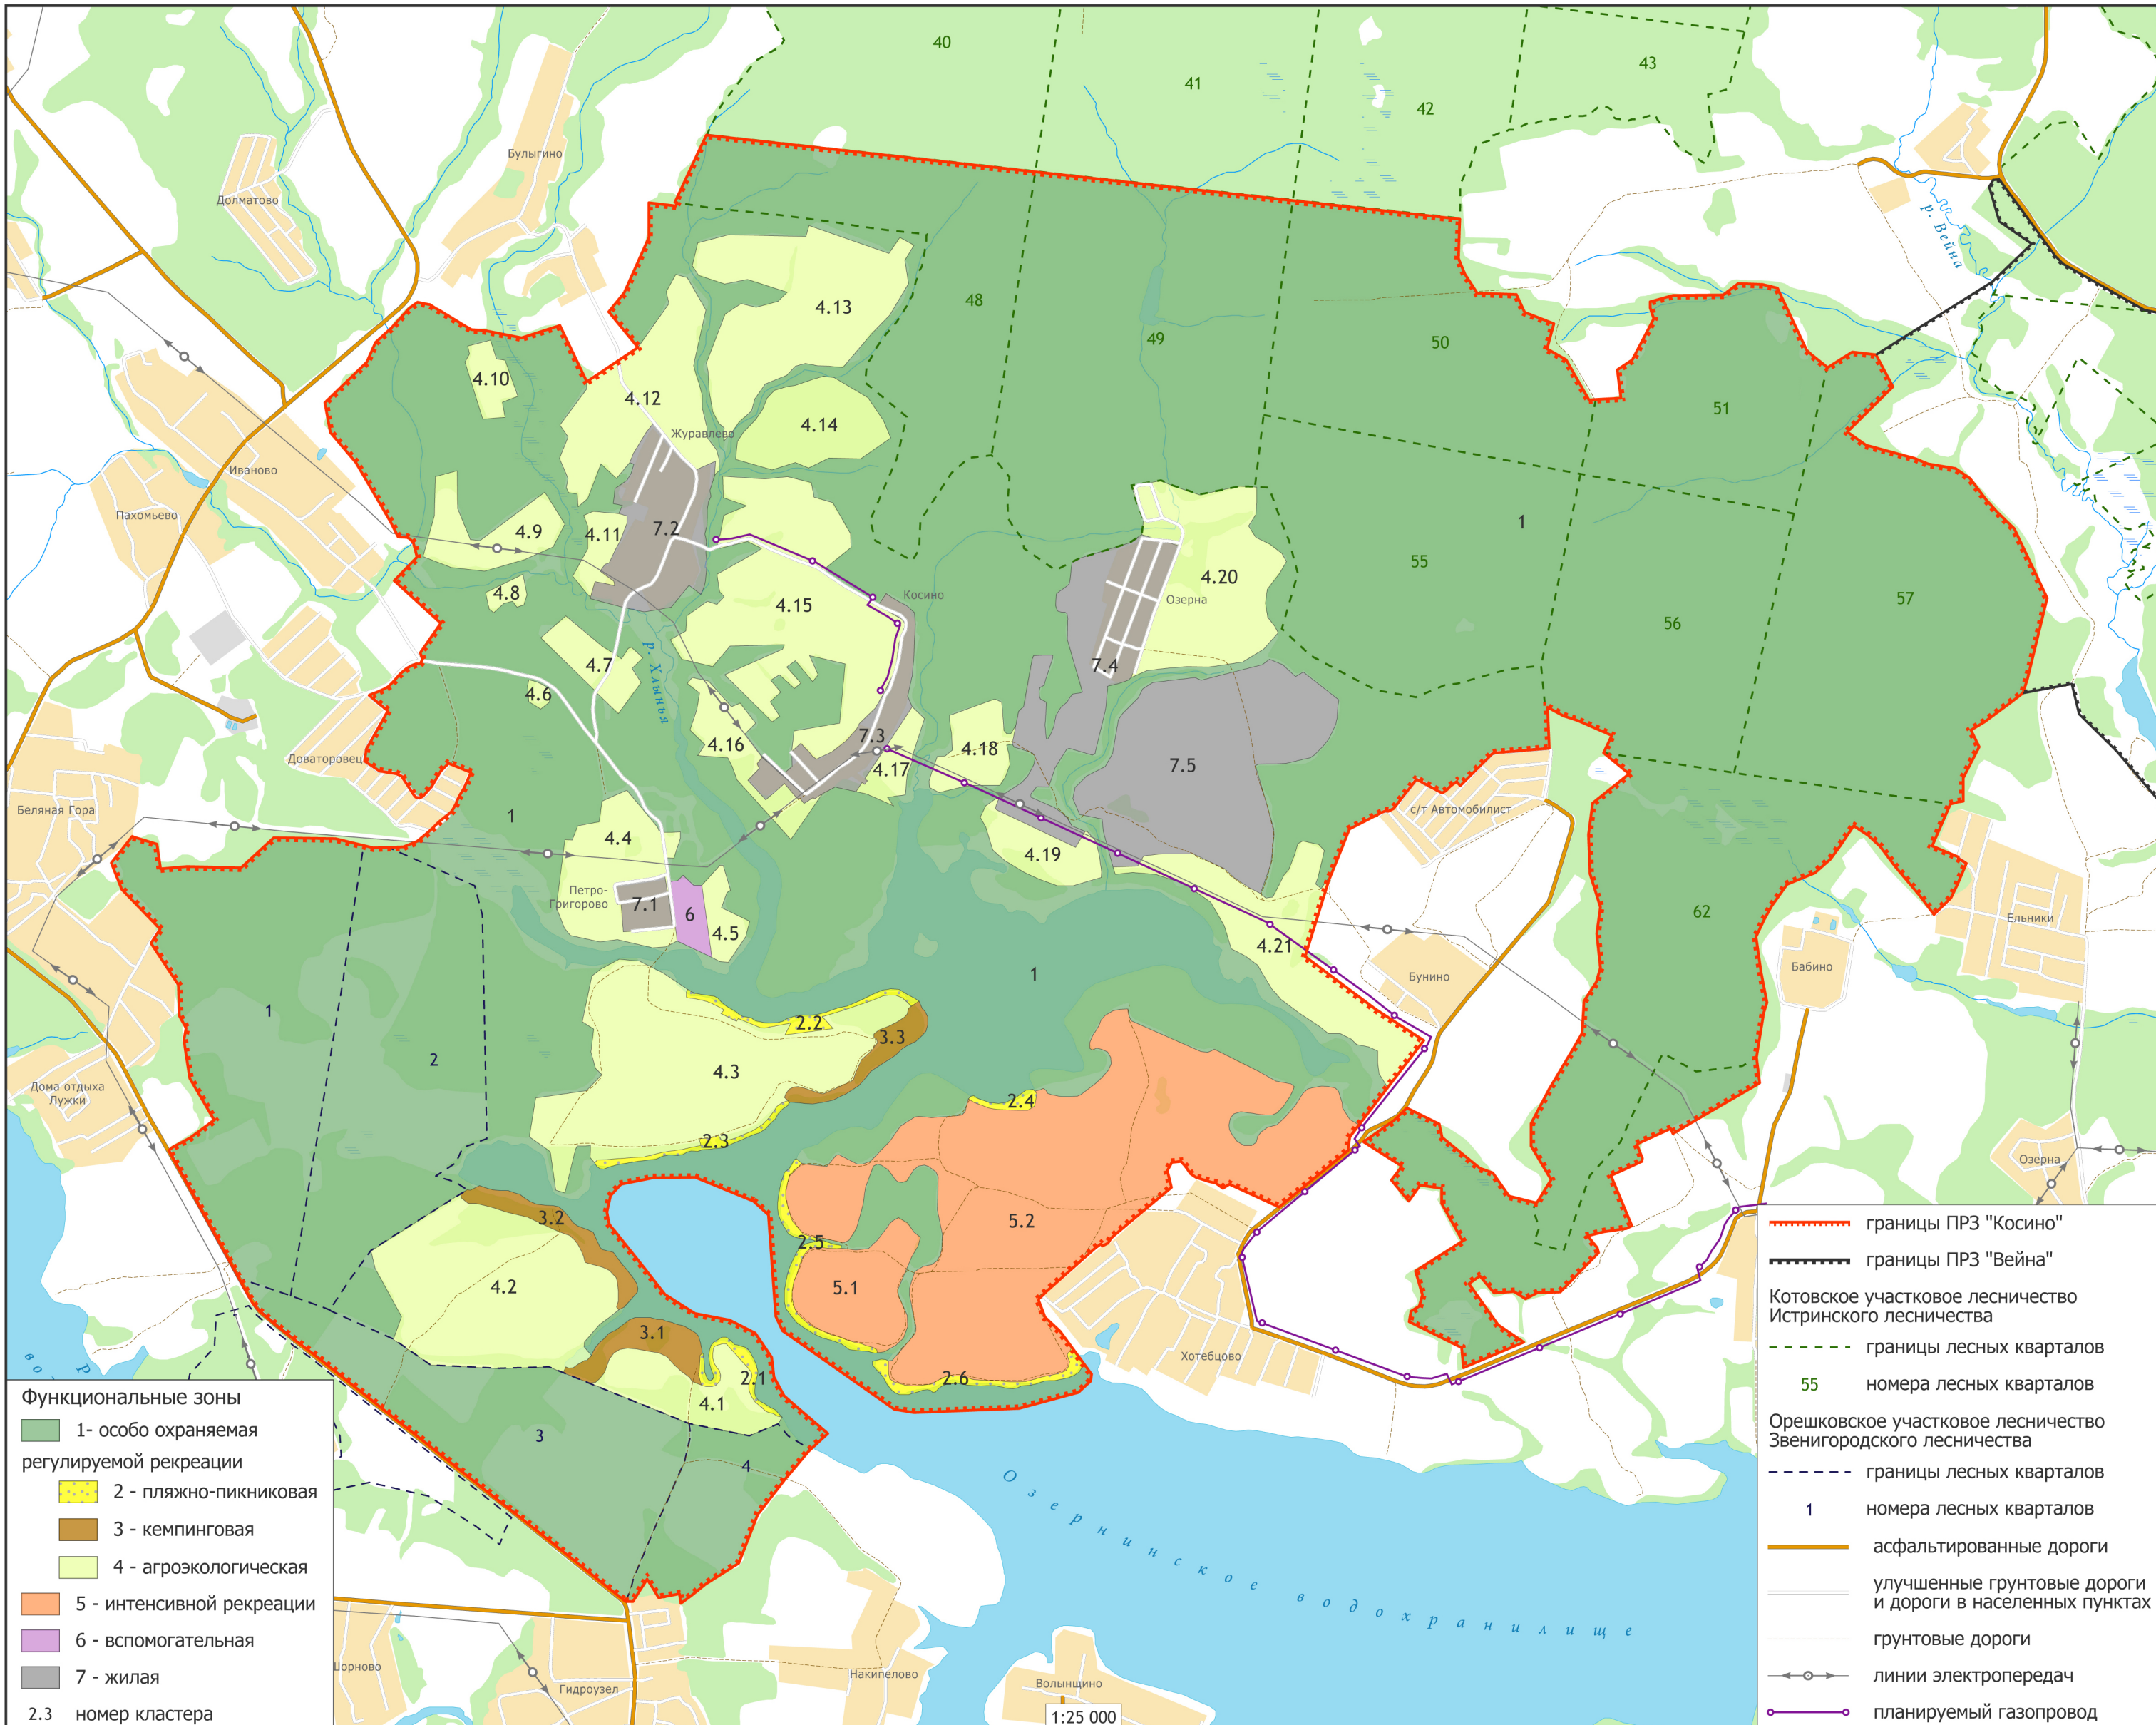 40
41
42
43
Булыгино
Долматово
р. Вейна
4.13
48
49
50
51
4.10
4.12
4.14
Журавлево
Иваново
Пахомьево
4.9
4.11
7.2
1
55
4.20
4.8
4.15
Косино
Озерна
57
56
4.7
р. Хлынья
7.4
4.6
4.16
7.3
4.18
4.17
7.5
Доваторовец
Беляная Гора
1
с/т Автомобилист
4.4
4.19
Петро-
Григорово
7.1
6
4.5
62
Ельники
4.21
Бабино
Бунино
1
1
2
2.2
3.3
4.3
Дома отдыха
Лужки
2.4
2.3
Озерна
3.2
2.5
5.2
4.2
5.1
3.1
2.1
2.6
4.1
Хотебцово
3
4
Озернинское водохранилище
Шорново
Гидроузел
Накипелово
Волынщино
1:25 000
Функциональные зоны
1- особо охраняемая
регулируемой рекреации
2 - пляжно-пикниковая
3 - кемпинговая
4 - агроэкологическая
5 - интенсивной рекреации
6 - вспомогательная
7 - жилая
2.3 номер кластера
границы ПРЗ "Косино"
границы ПРЗ "Вейна"
Котовское участковое лесничество
Истринского лесничества
границы лесных кварталов
55 номера лесных кварталов
Орешковское участковое лесничество
Звенигородского лесничества
границы лесных кварталов
1 номера лесных кварталов
асфальтированные дороги
улучшенные грунтовые дороги
и дороги в населенных пунктах
грунтовые дороги
линии электропередач
планируемый газопровод